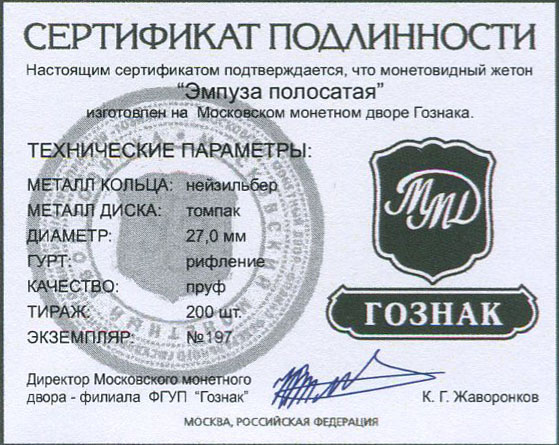 СЕРТИФИКАТ ПОДЛИННОСТИ
Настоящим сертификатом подтверждается, что монетовидный жетон
“Эмпуза полосатая”
изготовлен на Московском монетном дворе Гознака.
ТЕХНИЧЕСКИЕ ПАРАМЕТРЫ:
МЕТАЛЛ КОЛЬЦА: нейзильбер
МЕТАЛЛ ДИСКА: томпак
ДИАМЕТР: 27,0 мм
ГУРТ: рифление
КАЧЕСТВО: пруф
ТИРАЖ: 200 шт.
ЭКЗЕМПЛЯР: №197
ММД
ГОЗНАК
Директор Московского монетного
двора - филиала ФГУП “Гознак”
К. Г. Жаворонков
МОСКВА, РОССИЙСКАЯ ФЕДЕРАЦИЯ